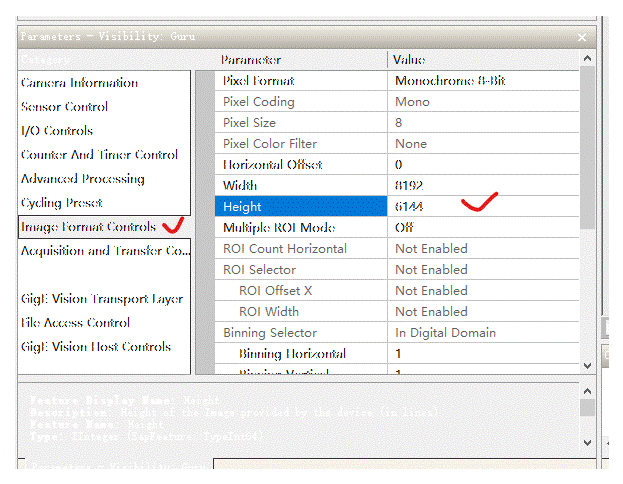 Parameters - Visibility: Guru
Category
Parameter Value
Camera Information
Sensor Control
I/O Controls
Counter And Timer Control
Advanced Processing
Cycling Preset
Image Format Controls
Acquisition and Transfer Co...
GigE Vision Transport Layer
File Access Control
GigE Vision Host Controls
Pixel Format Monochrome 8-Bit
Pixel Coding Mono
Pixel Size 8
Pixel Color Filter None
Horizontal Offset 0
Width 8192
Height 6144
Multiple ROI Mode Off
ROI Count Horizontal Not Enabled
ROI Selector Not Enabled
ROI Offset X Not Enabled
ROI Width Not Enabled
Binning Selector In Digital Domain
Binning Horizontal 1
Binning Vertical 1
Feature Display Name: Height
Description: Height of the Image provided by the device (in lines)
Feature Name: Height
Type: IInteger (SapFeature::TypeInt64)
Parameters - Visibility: Guru